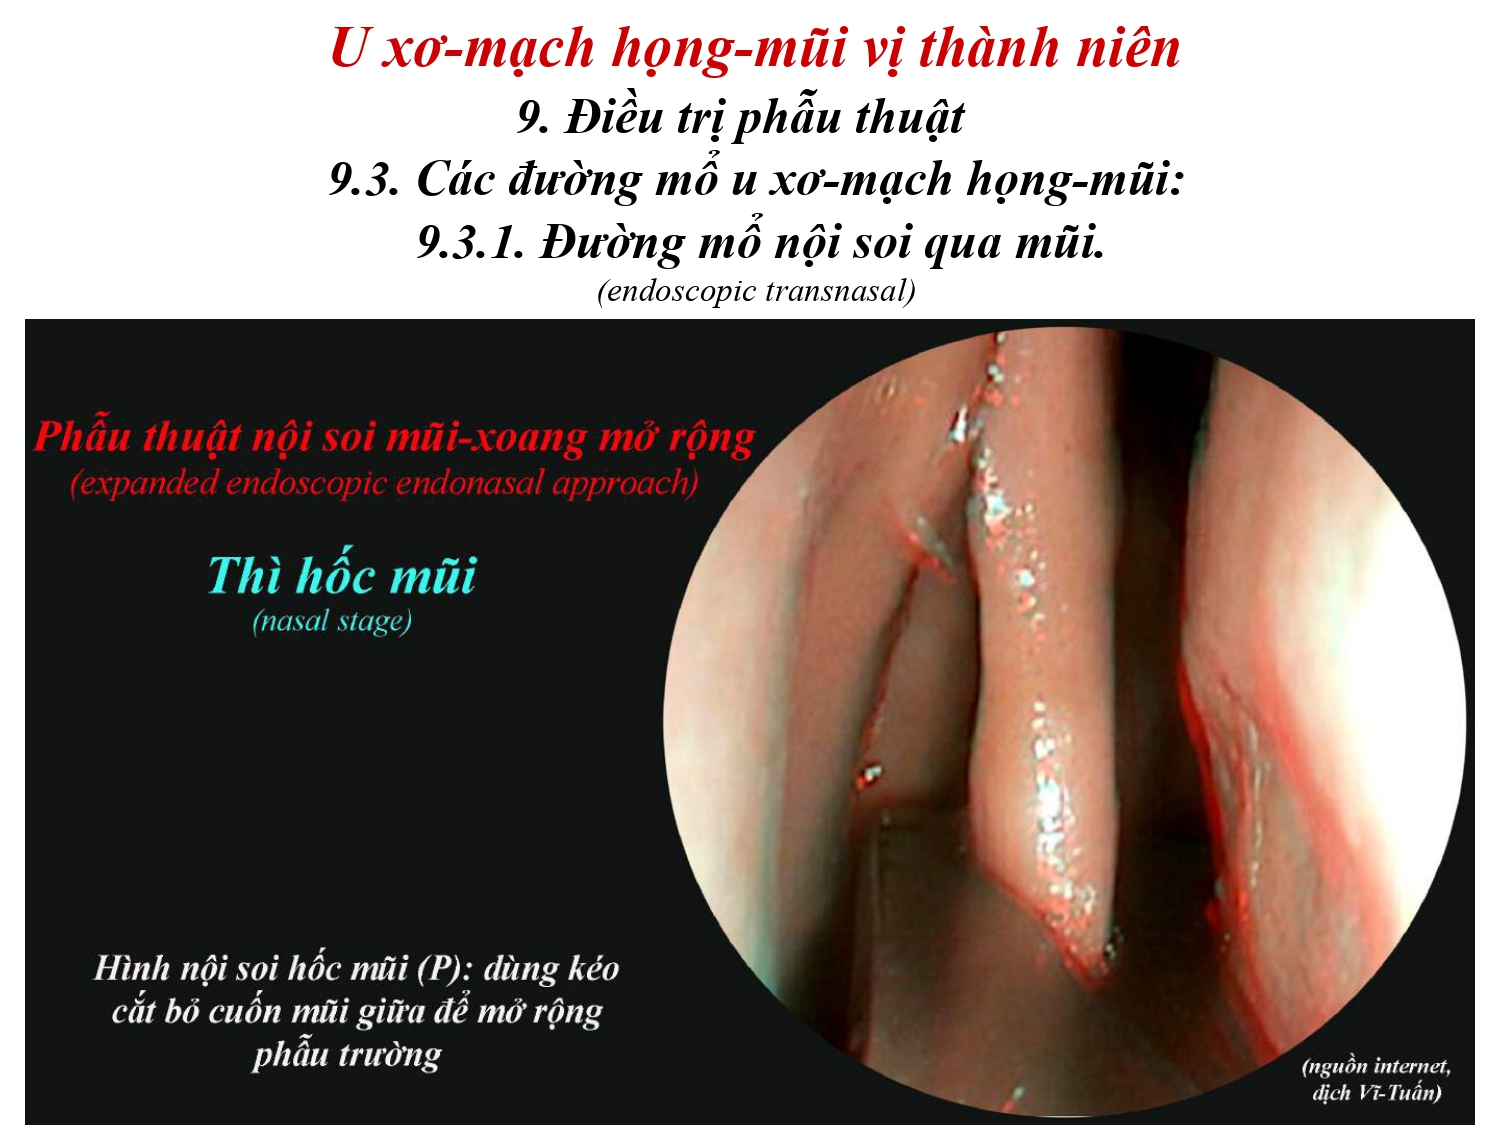 U xơ-mạch họng-mũi vị thành niên
9. Điều trị phẫu thuật
9.3. Các đường mổ u xơ-mạch họng-mũi:
9.3.1. Đường mổ nội soi qua mũi.
(endoscopic transnasal)
Phẫu thuật nội soi mũi-xoang mở rộng
(expanded endoscopic endonasal approach)
Thì hốc mũi
(nasal stage)
Hình nội soi hốc mũi (P): dùng kéo
cắt bỏ cuốn mũi giữa để mở rộng
phẫu trường
(nguồn internet,
dịch Vĩ-Tuấn)